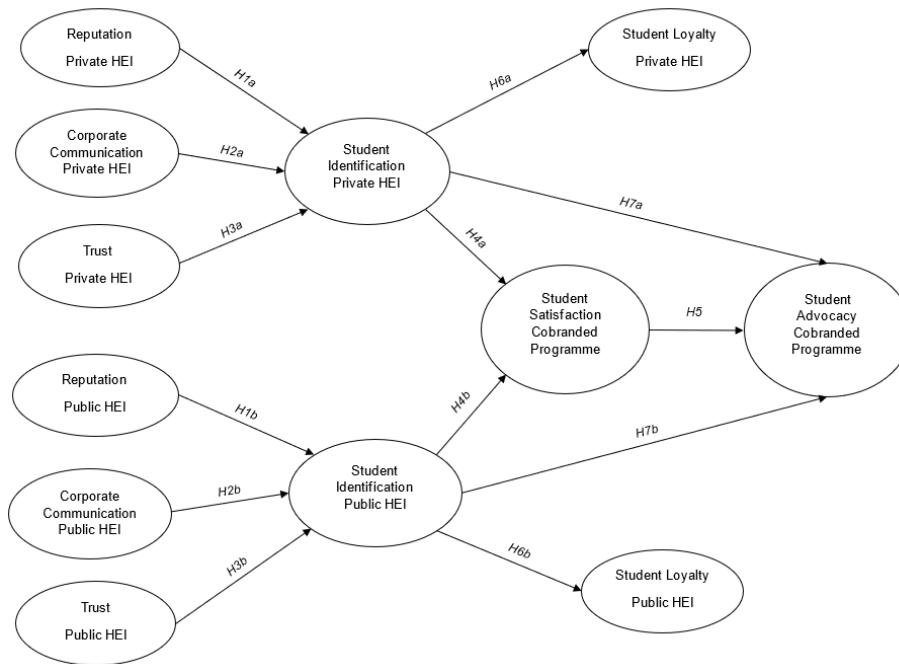 Reputation
Private HEI
H1a
Corporate
Communication
Private HEI
H2a
Trust
Private HEI
H3a
Student
Identification
Private HEI
H6a
Student Loyalty
Private HEI
H7a
H4a
Student
Satisfaction
Cobranded
Programme
H5
Student
Advocacy
Cobranded
Programme
Reputation
Public HEI
H1b
Corporate
Communication
Public HEI
H2b
Trust
Public HEI
H3b
Student
Identification
Public HEI
H4b
H7b
H6b
Student Loyalty
Public HEI